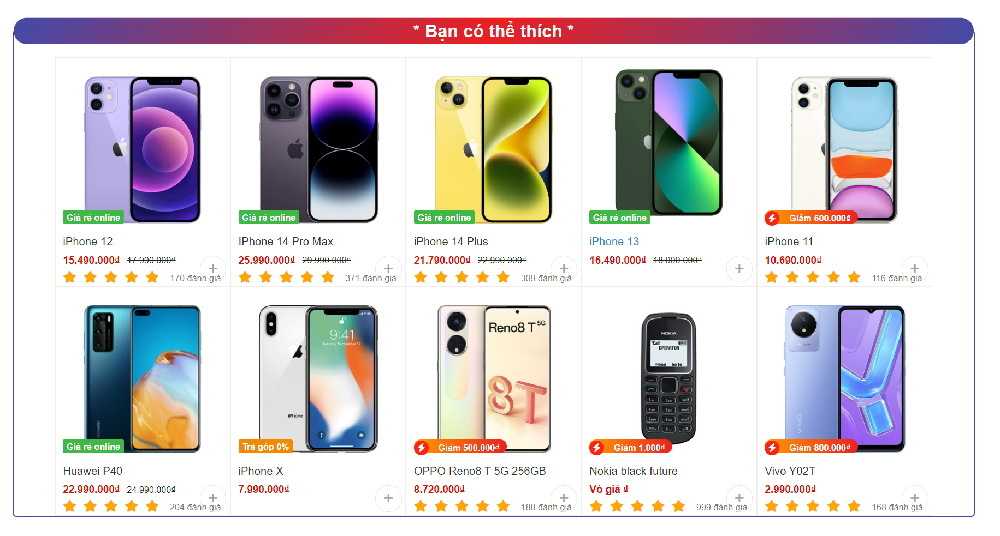 * Bạn có thể thích *
Giá rẻ online
iPhone 12
15.490.000₫ 17.990.000₫
170 đánh giá
Giá rẻ online
IPhone 14 Pro Max
25.990.000₫ 29.990.000₫
371 đánh giá
Giá rẻ online
iPhone 14 Plus
21.790.000₫ 22.990.000₫
309 đánh giá
Giá rẻ online
iPhone 13
16.490.000₫ 18.000.000₫
Giảm 500.000₫
iPhone 11
10.690.000₫
116 đánh giá
HUAWEI
Giá rẻ online
Huawei P40
22.990.000₫ 24.990.000₫
204 đánh giá
9:41
Tuesday, September 12
iPhone
Trả góp 0%
iPhone X
7.990.000₫
Reno8 T 5G
8T
Giảm 500.000₫
OPPO Reno8 T 5G 256GB
8.720.000₫
188 đánh giá
NOKIA
OPERATOR
Menu Go to
Giảm 1.000₫
Nokia black future
Vô giá ₫
999 đánh giá
vivo
Giảm 800.000₫
Vivo Y02T
2.990.000₫
168 đánh giá